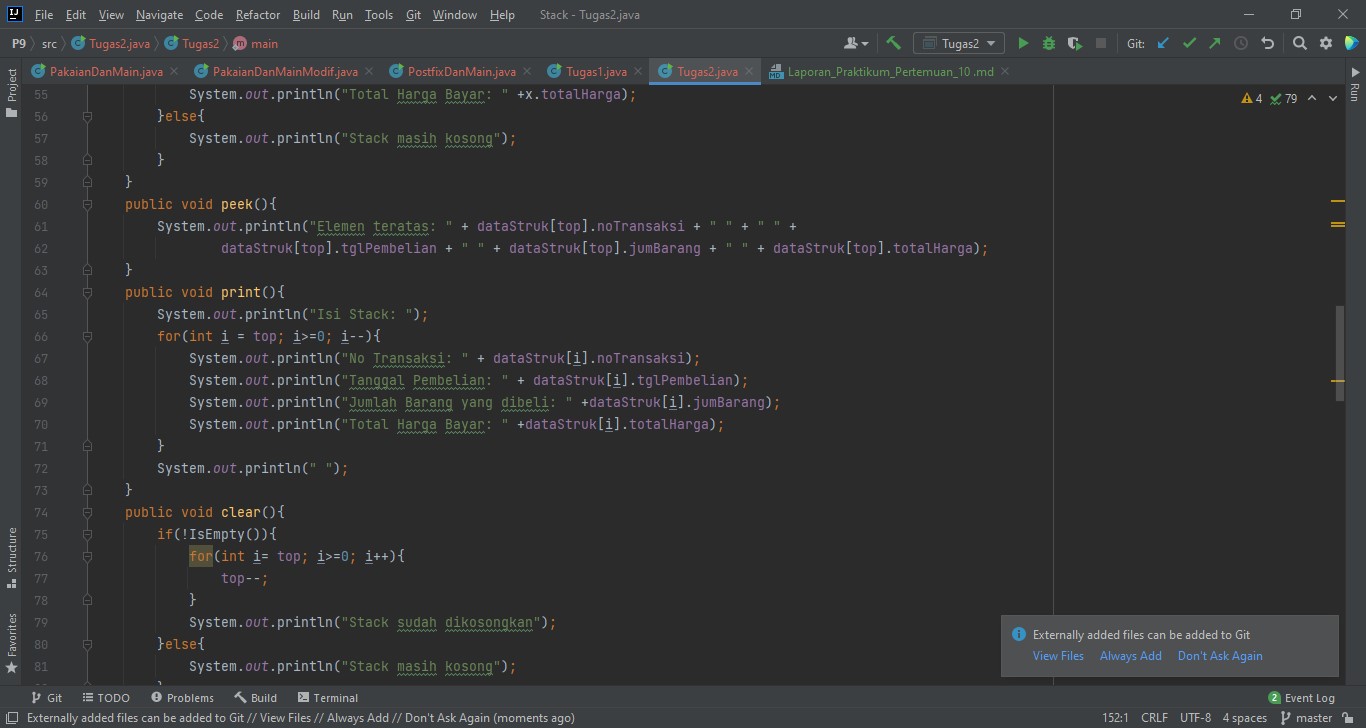 IJ File Edit View Navigate Code Refactor Build Run Tools Git Window Help Stack - Tugas2.java
P9 src Tugas2.java Tugas2 main Tugas2 Git:
PakaianDanMain.java PakaianDanMainModif.java PostfixDanMain.java Tugas1.java Tugas2.java Laporan_Praktikum_Pertemuan_10 .md
Project
Structure
Favorites
Run
4 79
55 System.out.println("Total Harga Bayar: " +x.totalHarga);
56 }else{
57 System.out.println("Stack masih kosong");
58 }
59 }
60 public void peek(){
61 System.out.println("Elemen teratas: " + dataStruk[top].noTransaksi + " " + " " +
62 dataStruk[top].tglPembelian + " " + dataStruk[top].jumBarang + " " + dataStruk[top].totalHarga);
63 }
64 public void print(){
65 System.out.println("Isi Stack: ");
66 for(int i = top; i>=0; i--){
67 System.out.println("No Transaksi: " + dataStruk[i].noTransaksi);
68 System.out.println("Tanggal Pembelian: " + dataStruk[i].tglPembelian);
69 System.out.println("Jumlah Barang yang dibeli: " +dataStruk[i].jumBarang);
70 System.out.println("Total Harga Bayar: " +dataStruk[i].totalHarga);
71 }
72 System.out.println(" ");
73 }
74 public void clear(){
75 if(!IsEmpty()){
76 for(int i= top; i>=0; i++){
77 top--;
78 }
79 System.out.println("Stack sudah dikosongkan");
80 }else{
81 System.out.println("Stack masih kosong");
Externally added files can be added to Git
View Files Always Add Don't Ask Again
Git TODO Problems Build Terminal 2 Event Log
Externally added files can be added to Git // View Files // Always Add // Don't Ask Again (moments ago) 152:1 CRLF UTF-8 4 spaces master